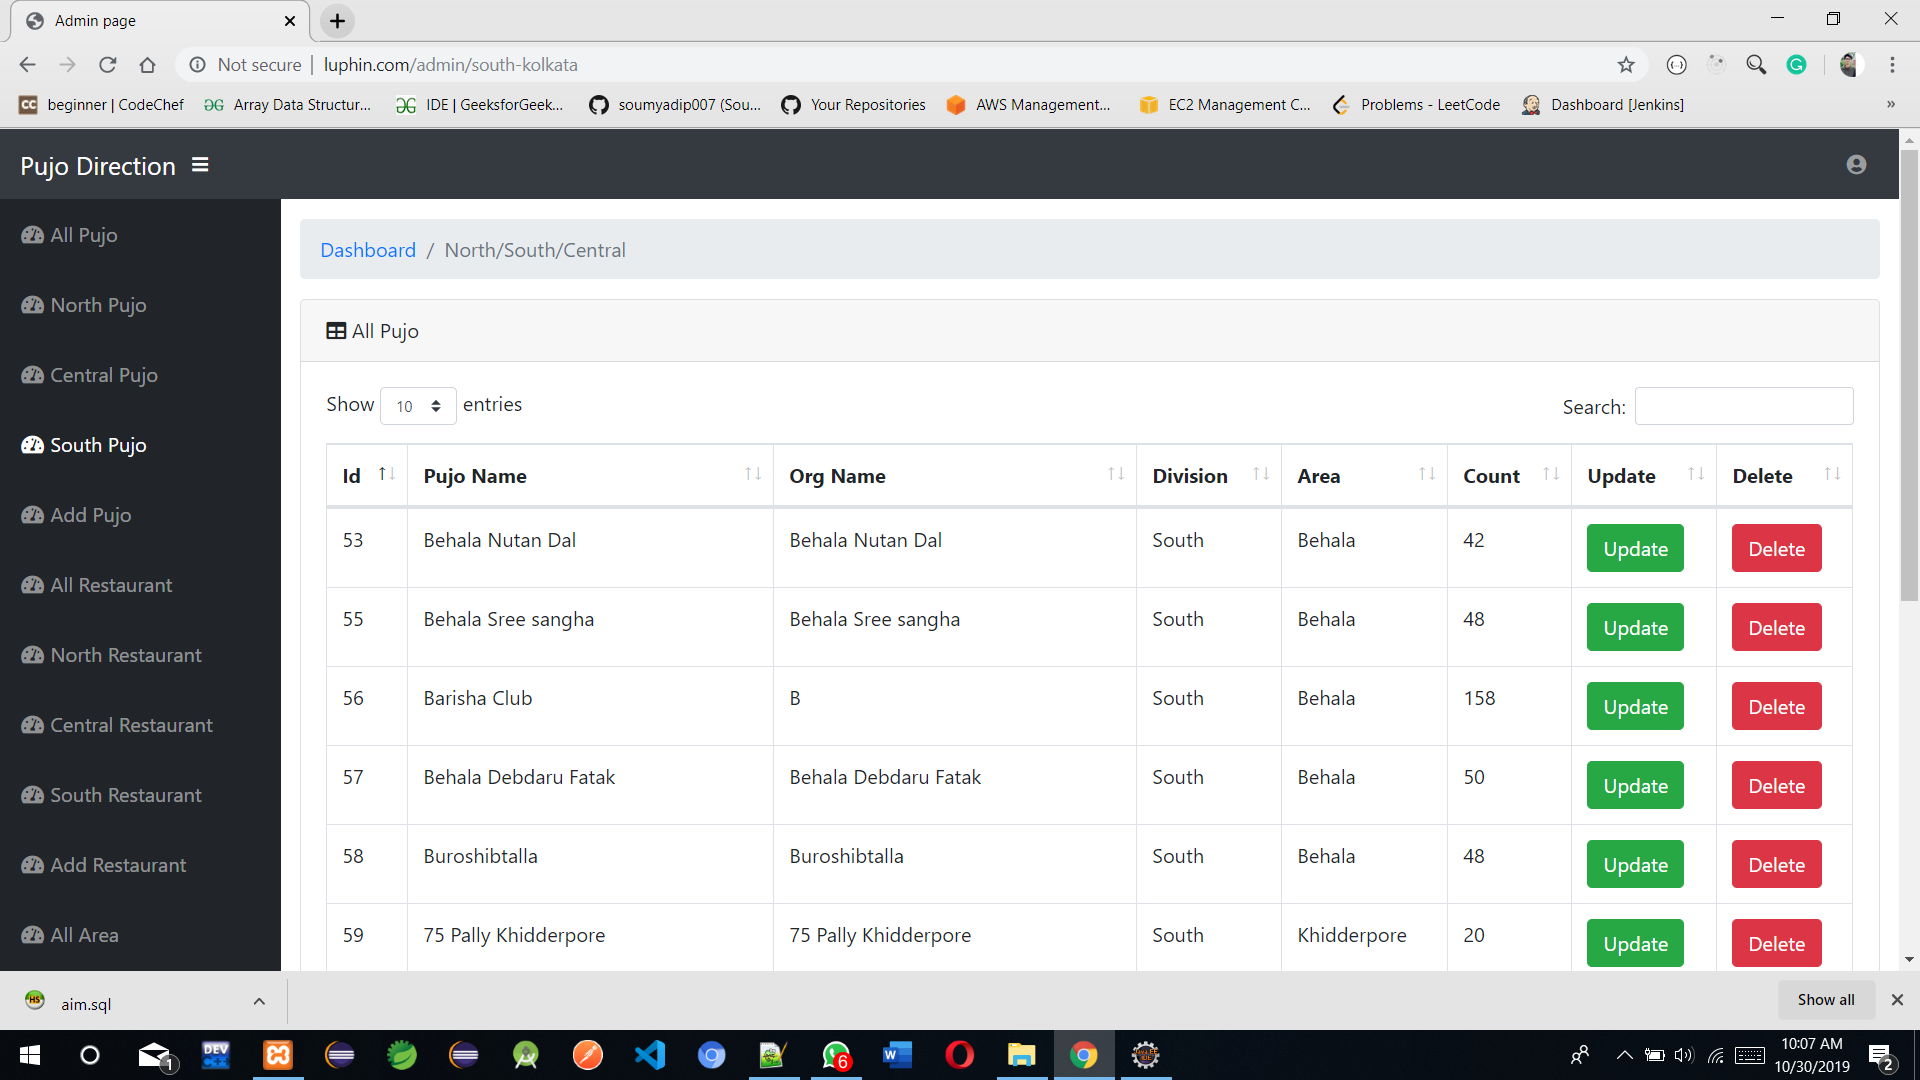 Admin page
Not secure | luphin.com/admin/south-kolkata
CC beginner | CodeChef Array Data Structur... IDE | GeeksforGeek... soumyadip007 (Sou... Your Repositories AWS Management... EC2 Management C... Problems - LeetCode Dashboard [Jenkins] »
Pujo Direction
All Pujo
North Pujo
Central Pujo
South Pujo
Add Pujo
All Restaurant
North Restaurant
Central Restaurant
South Restaurant
Add Restaurant
All Area
Dashboard / North/South/Central
All Pujo
Show 10 entries Search:
Id Pujo Name Org Name Division Area Count Update Delete
53 Behala Nutan Dal Behala Nutan Dal South Behala 42 Update Delete
55 Behala Sree sangha Behala Sree sangha South Behala 48 Update Delete
56 Barisha Club B South Behala 158 Update Delete
57 Behala Debdaru Fatak Behala Debdaru Fatak South Behala 50 Update Delete
58 Buroshibtalla Buroshibtalla South Behala 48 Update Delete
59 75 Pally Khidderpore 75 Pally Khidderpore South Khidderpore 20 Update Delete
HS aim.sql Show all
1 DEV C++ 6 W 10:07 AM
10/30/2019 2